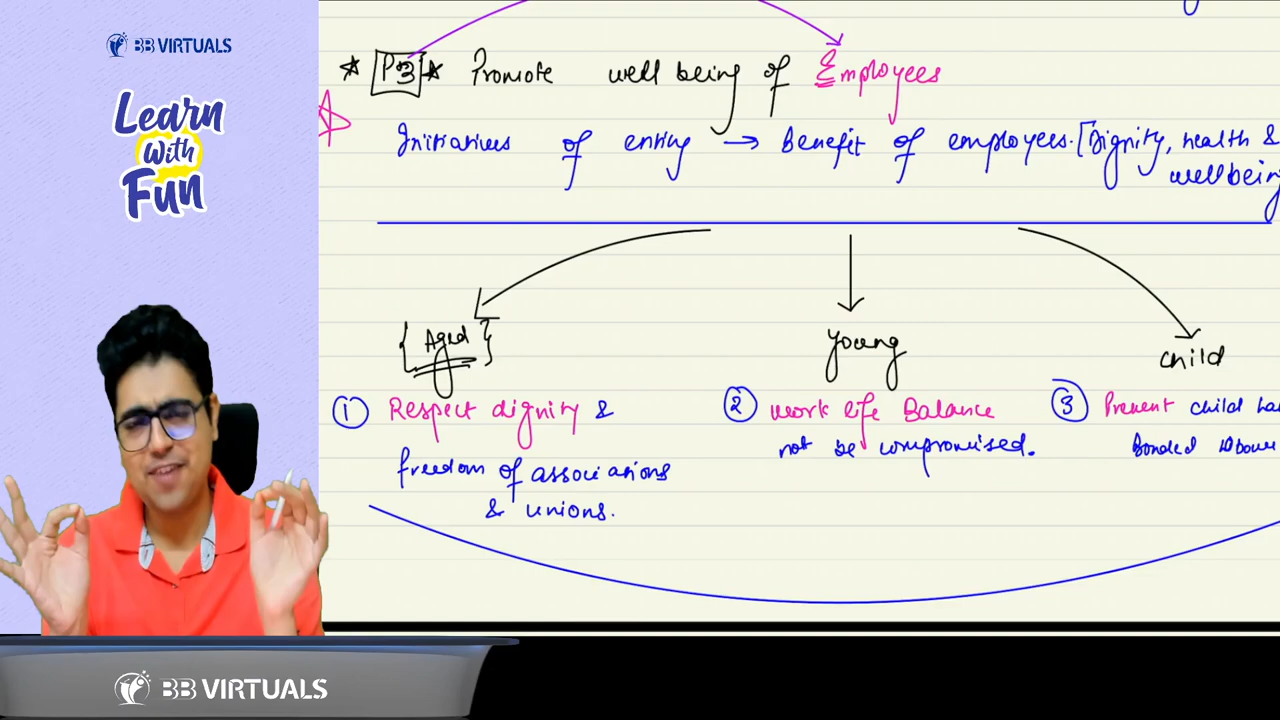 BB VIRTUALS
Learn
With
Fun
P3 Promote well being of Employees
Initiatives of entity → Benefit of employees. [Dignity, health &
wellbein
{Aged}
young
child
① Respect dignity &
freedom of associations
& unions.
② work life Balance
not be compromised.
③ Prevent child la
Bonded labour
BB VIRTUALS